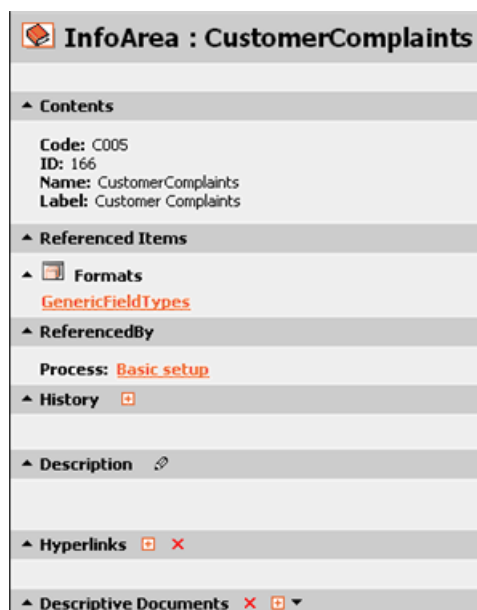 InfoArea : CustomerComplaints
Contents
Code: C005
ID: 166
Name: CustomerComplaints
Label: Customer Complaints
Referenced Items
Formats
GenericFieldTypes
ReferencedBy
Process: Basic setup
History
Description
Hyperlinks
Descriptive Documents